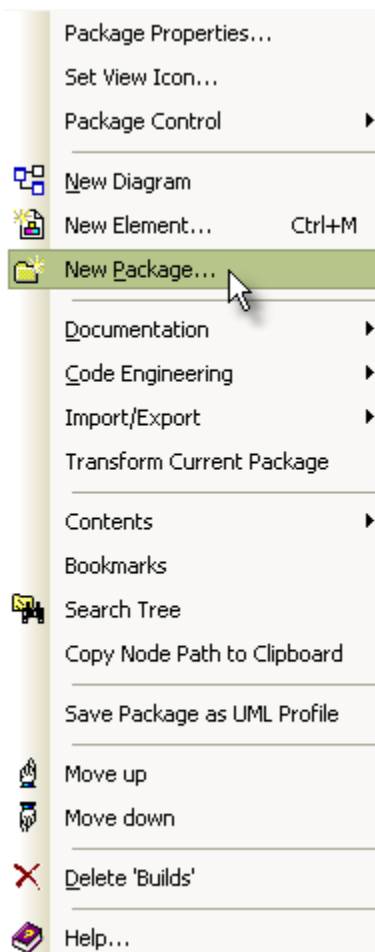 Package Properties...
Set View Icon...
Package Control
New Diagram
New Element... Ctrl+M
New Package...
Documentation
Code Engineering
Import/Export
Transform Current Package
Contents
Bookmarks
Search Tree
Copy Node Path to Clipboard
Save Package as UML Profile
Move up
Move down
Delete 'Builds'
Help...